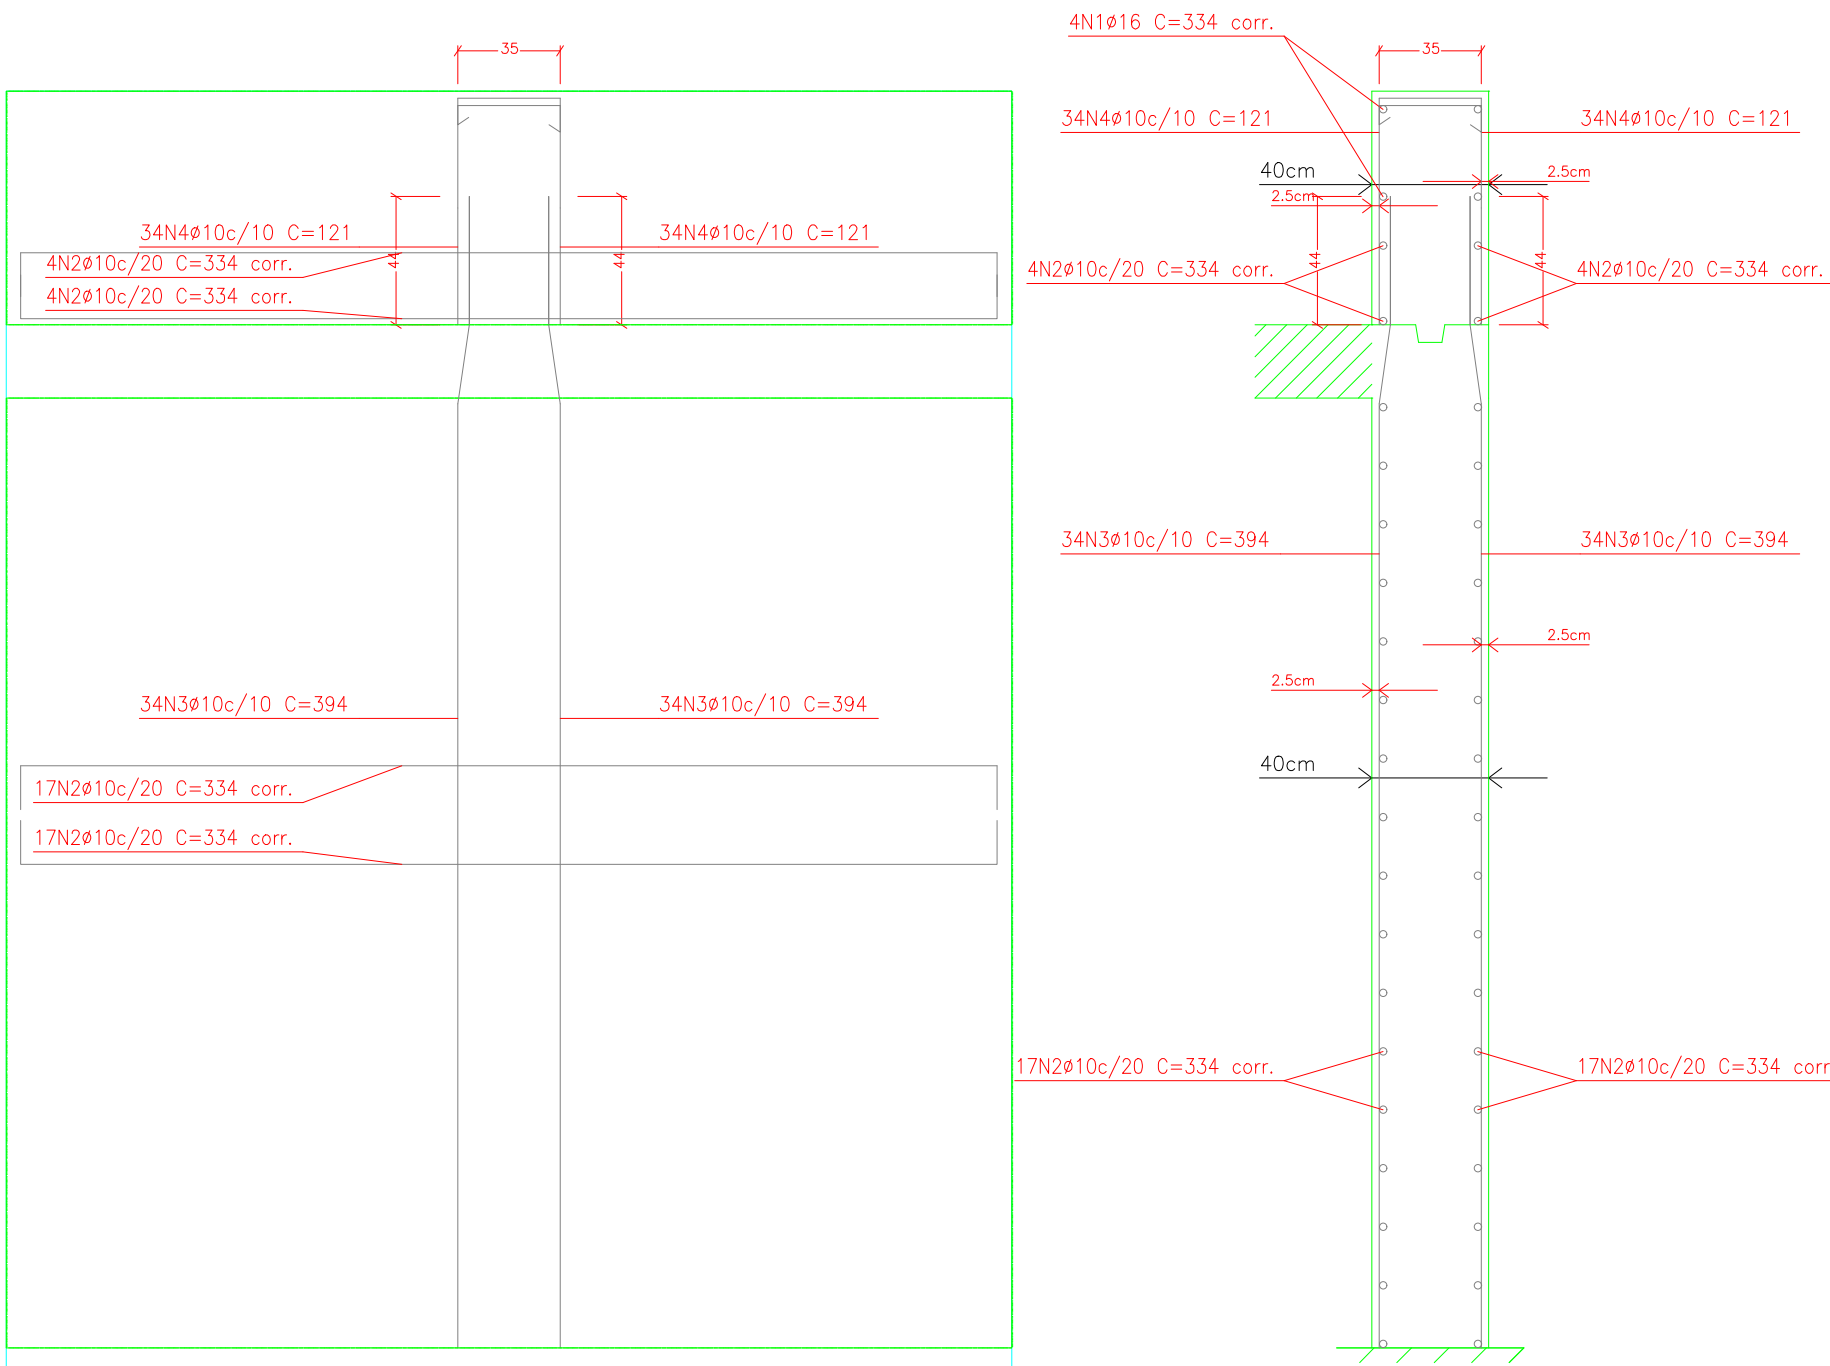 4N1ø16 C=334 corr.
35
35
34N4ø10c/10 C=121
34N4ø10c/10 C=121
40cm
2.5cm
2.5cm
34N4ø10c/10 C=121
34N4ø10c/10 C=121
4N2ø10c/20 C=334 corr.
44
44
44
44
4N2ø10c/20 C=334 corr.
4N2ø10c/20 C=334 corr.
4N2ø10c/20 C=334 corr.
34N3ø10c/10 C=394
34N3ø10c/10 C=394
2.5cm
2.5cm
34N3ø10c/10 C=394
34N3ø10c/10 C=394
40cm
17N2ø10c/20 C=334 corr.
17N2ø10c/20 C=334 corr.
17N2ø10c/20 C=334 corr.
17N2ø10c/20 C=334 corr